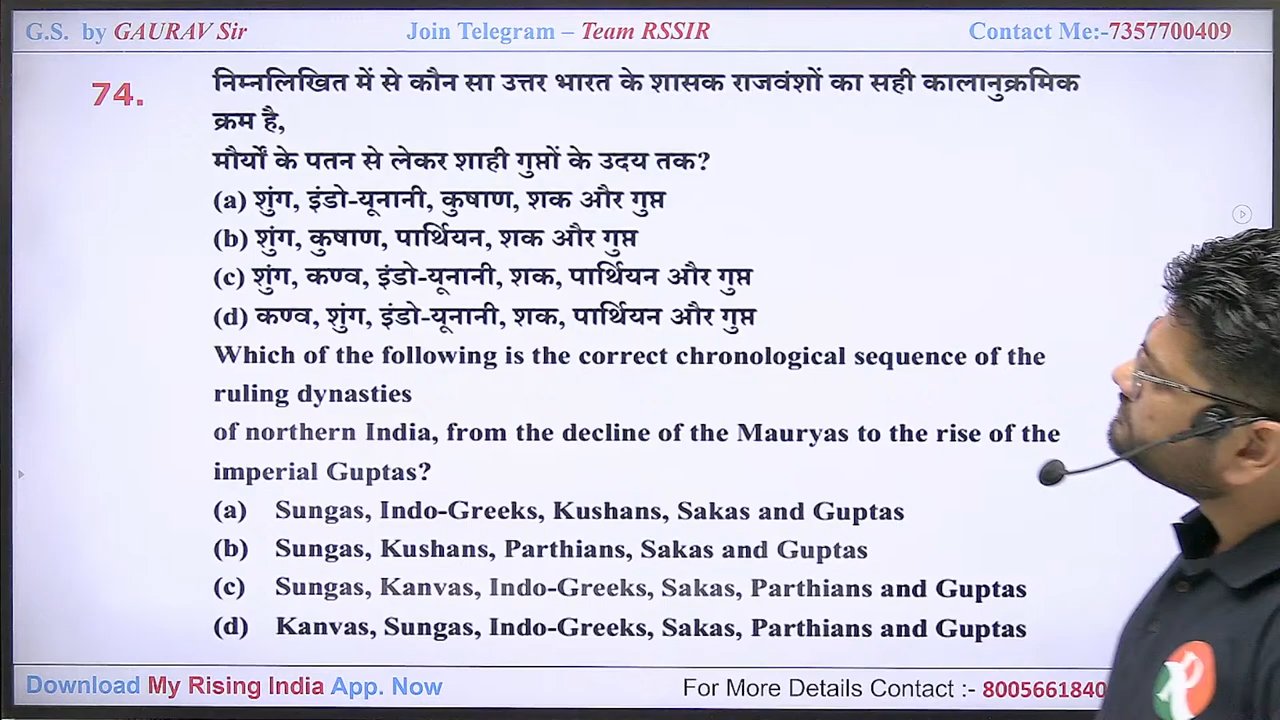 G.S. by GAURAV Sir
Join Telegram – Team RSSIR
Contact Me:-7357700409
74.
निम्नलिखित में से कौन सा उत्तर भारत के शासक राजवंशों का सही कालानुक्रमिक
क्रम है,
मौर्यों के पतन से लेकर शाही गुप्तों के उदय तक?
(a) शुंग, इंडो-यूनानी, कुषाण, शक और गुप्त
(b) शुंग, कुषाण, पार्थियन, शक और गुप्त
(c) शुंग, कण्व, इंडो-यूनानी, शक, पार्थियन और गुप्त
(d) कण्व, शुंग, इंडो-यूनानी, शक, पार्थियन और गुप्त
Which of the following is the correct chronological sequence of the
ruling dynasties
of northern India, from the decline of the Mauryas to the rise of the
imperial Guptas?
(a) Sungas, Indo-Greeks, Kushans, Sakas and Guptas
(b) Sungas, Kushans, Parthians, Sakas and Guptas
(c) Sungas, Kanvas, Indo-Greeks, Sakas, Parthians and Guptas
(d) Kanvas, Sungas, Indo-Greeks, Sakas, Parthians and Guptas
Download My Rising India App. Now
For More Details Contact :- 8005661840